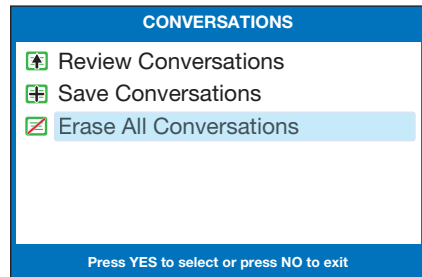 CONVERSATIONS
Review Conversations
Save Conversations
Erase All Conversations
Press YES to select or press NO to exit